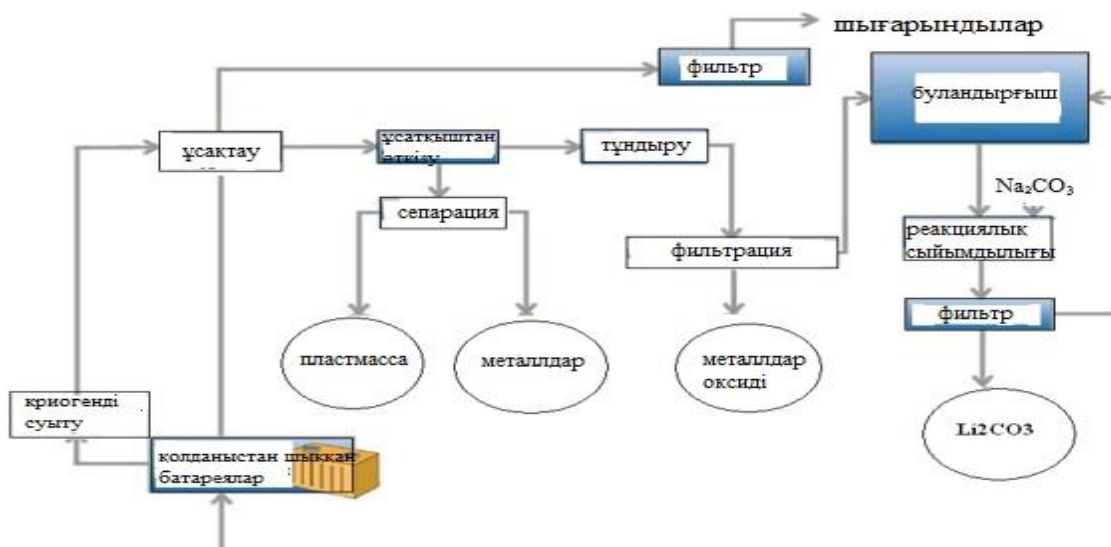 шығарындылар
фильтр
буландырғыш
ұсақтау
ұсатқыштан
өткізу
тұндыру
Na₂CO₃
сепарация
фильтрация
реакциялық
сыйымдылығы
фильтр
пластмасса
металлдар
металлдар
оксиді
криогенді
суыту
Li2CO3
қолданыстан шыққан
батареялар